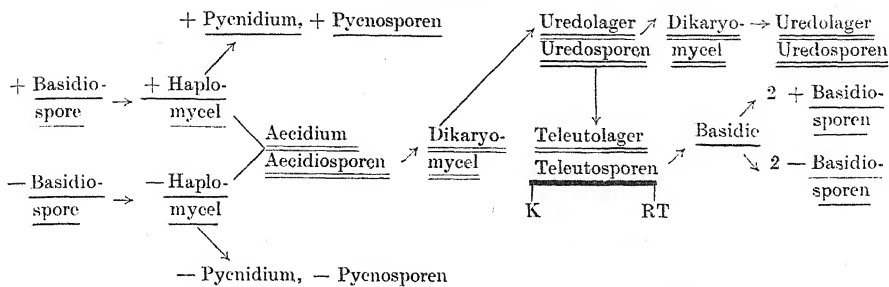 + Pycnidium, + Pycnosporen
+ Basidio-
spore
+ Haplo-
mycel
Aecidium
Aecidiosporen
— Basidio-
spore
— Haplo-
mycel
— Pycnidium, — Pycnosporen
Dikaryo-
mycel
Uredolager
Uredosporen
Dikaryo-
mycel
Uredolager
Uredosporen
Teleutolager
Teleutosporen
K
RT
Basidie
2 + Basidio-
sporen
2 — Basidio-
sporen